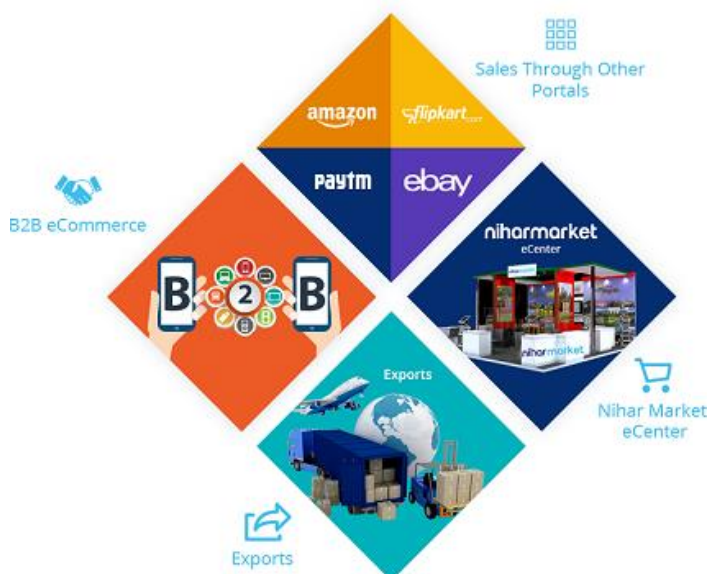 Sales Through Other
Portals
amazon
flipkart.com
paytm
ebay
B2B eCommerce
B
2
B
niharmarket
eCenter
niharmarket
Nihar Market
eCenter
Exports
Exports